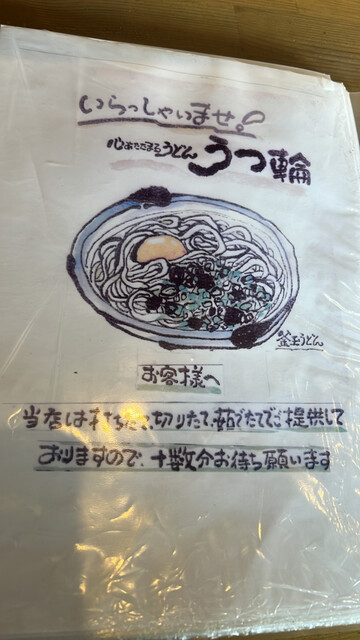 いらっしゃいませ。
心あたたまるうどん うつ輪
釜玉うどん
お客様へ
当店は打ちたて、切りたて、茹でたてでご提供して
おりますので、十数分お待ち願います